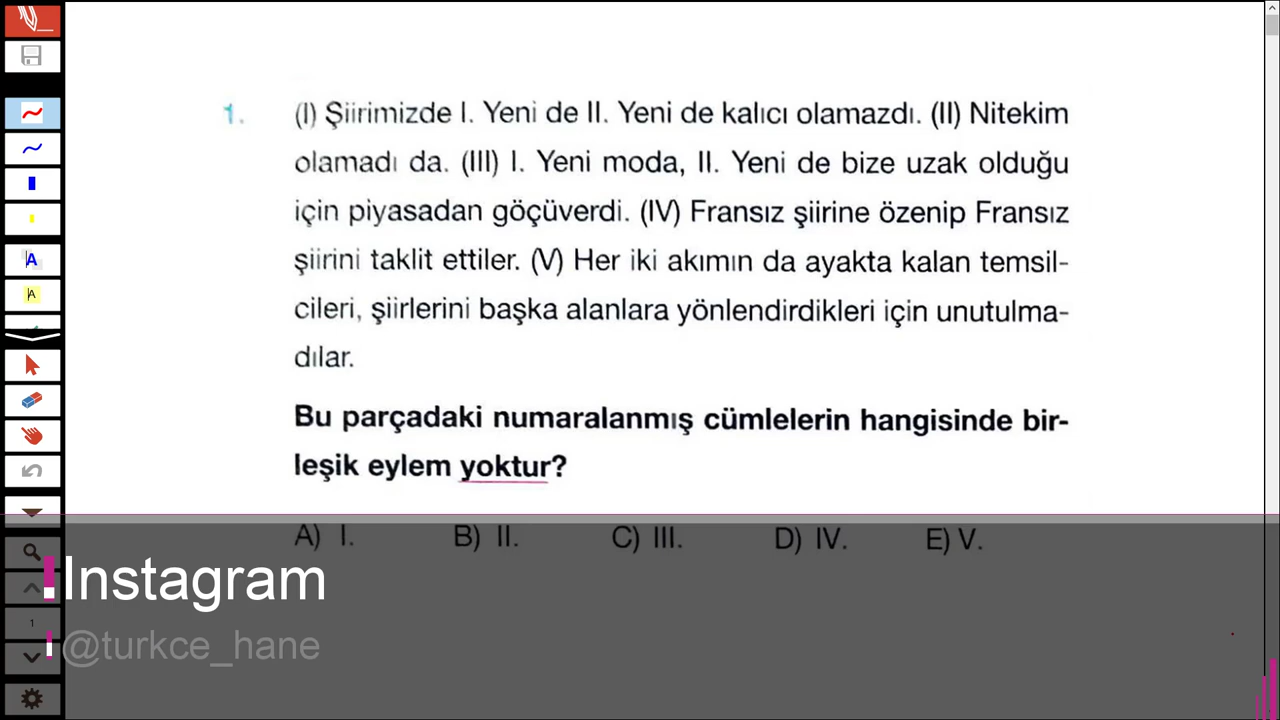 1. (I) Şiirimizde I. Yeni de II. Yeni de kalıcı olamazdı. (II) Nitekim
olamadı da. (III) I. Yeni moda, II. Yeni de bize uzak olduğu
için piyasadan göçüverdi. (IV) Fransız şiirine özenip Fransız
şiirini taklit ettiler. (V) Her iki akımın da ayakta kalan temsil-
cileri, şiirlerini başka alanlara yönlendirdikleri için unutulma-
dılar.
Bu parçadaki numaralanmış cümlelerin hangisinde bir-
leşik eylem yoktur?
A) I. B) II. C) III. D) IV. E) V.
Instagram
@turkce_hane
A
A
1